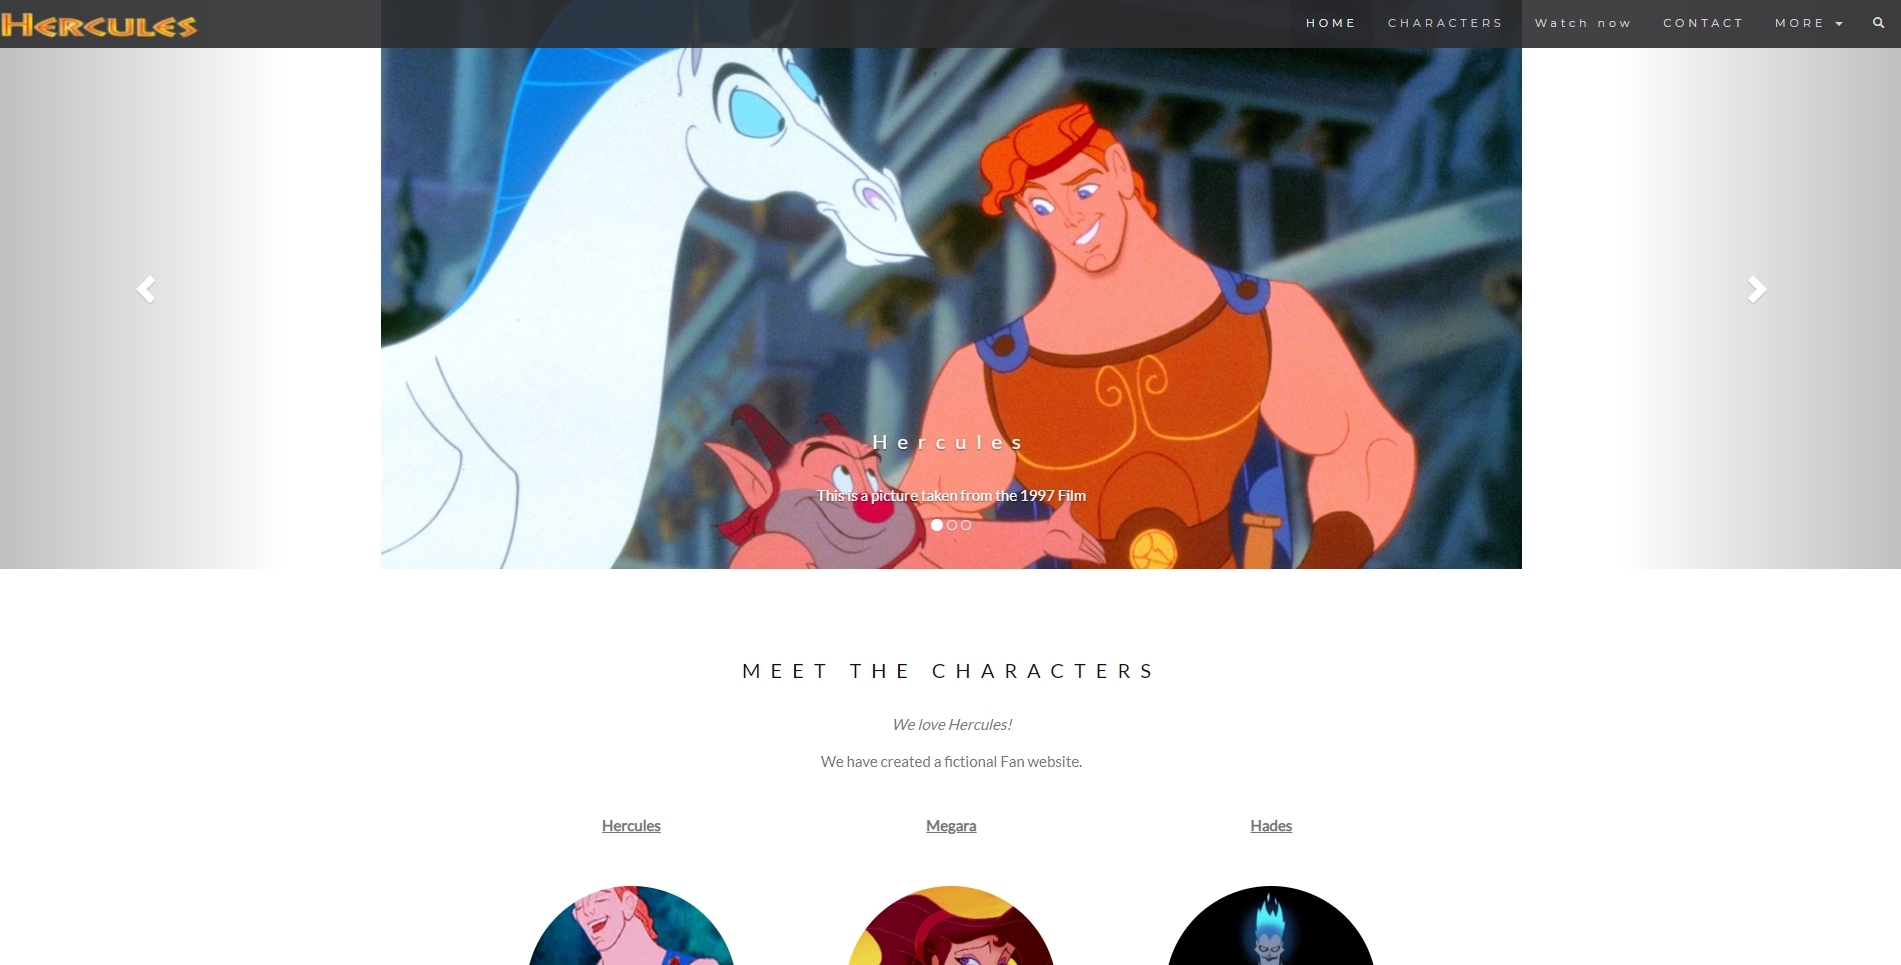 HERCULES
HOME CHARACTERS Watch now CONTACT MORE
Hercules
This is a picture taken from the 1997 Film
MEET THE CHARACTERS
We love Hercules!
We have created a fictional Fan website.
Hercules Megara Hades